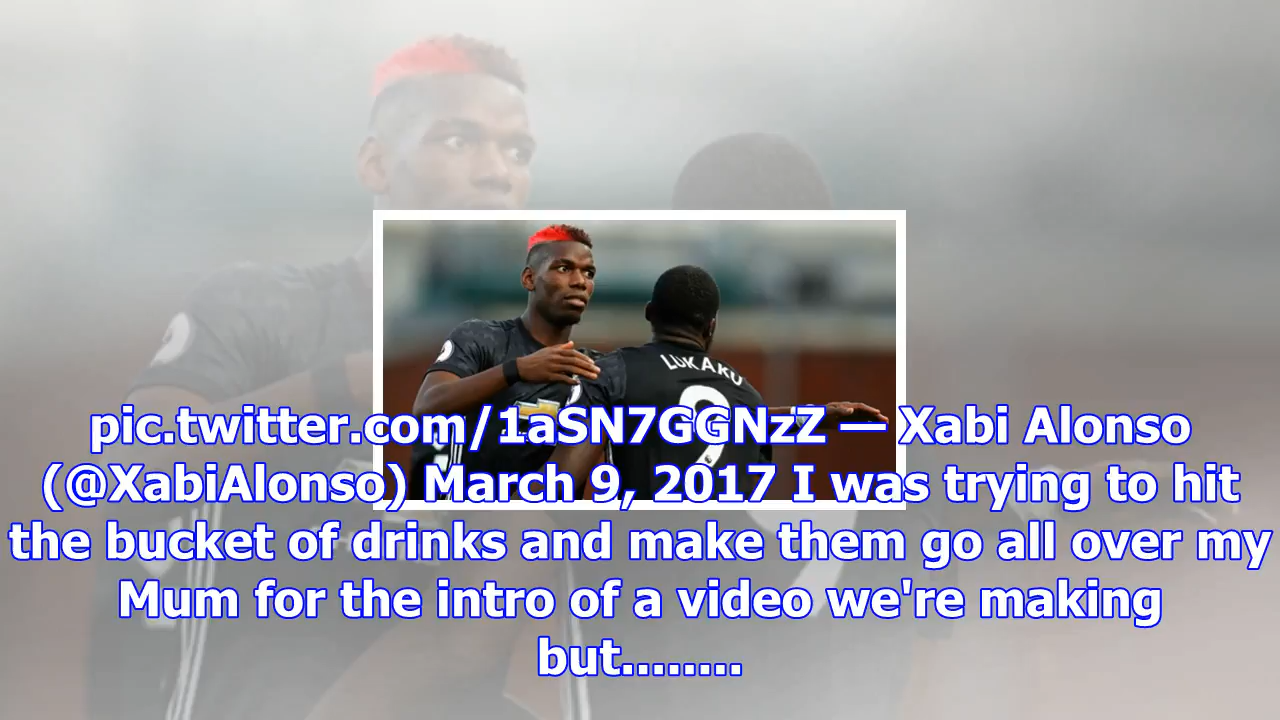 LUKAKU
9
pic.twitter.com/1aSN7GGNzZ — Xabi Alonso
(@XabiAlonso) March 9, 2017 I was trying to hit
the bucket of drinks and make them go all over my
Mum for the intro of a video we're making
but........